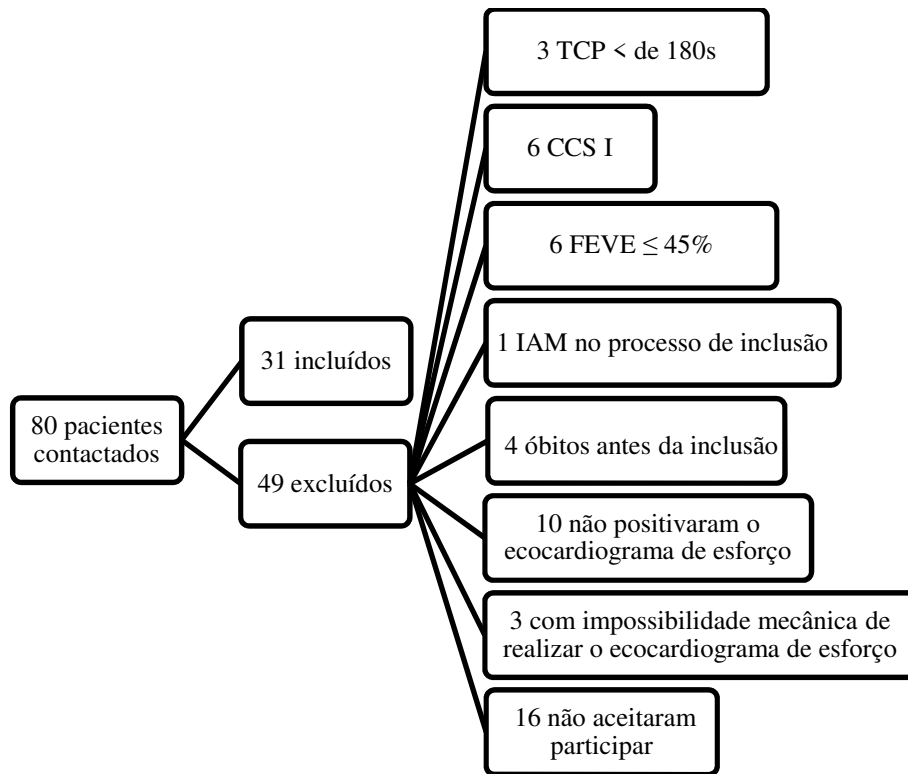 80 pacientes
contactados
31 incluídos
49 excluídos
3 TCP < de 180s
6 CCS I
6 FEVE ≤ 45%
1 IAM no processo de inclusão
4 óbitos antes da inclusão
10 não positivaram o
ecocardiograma de esforço
3 com impossibilidade mecânica de
realizar o ecocardiograma de esforço
16 não aceitaram
participar